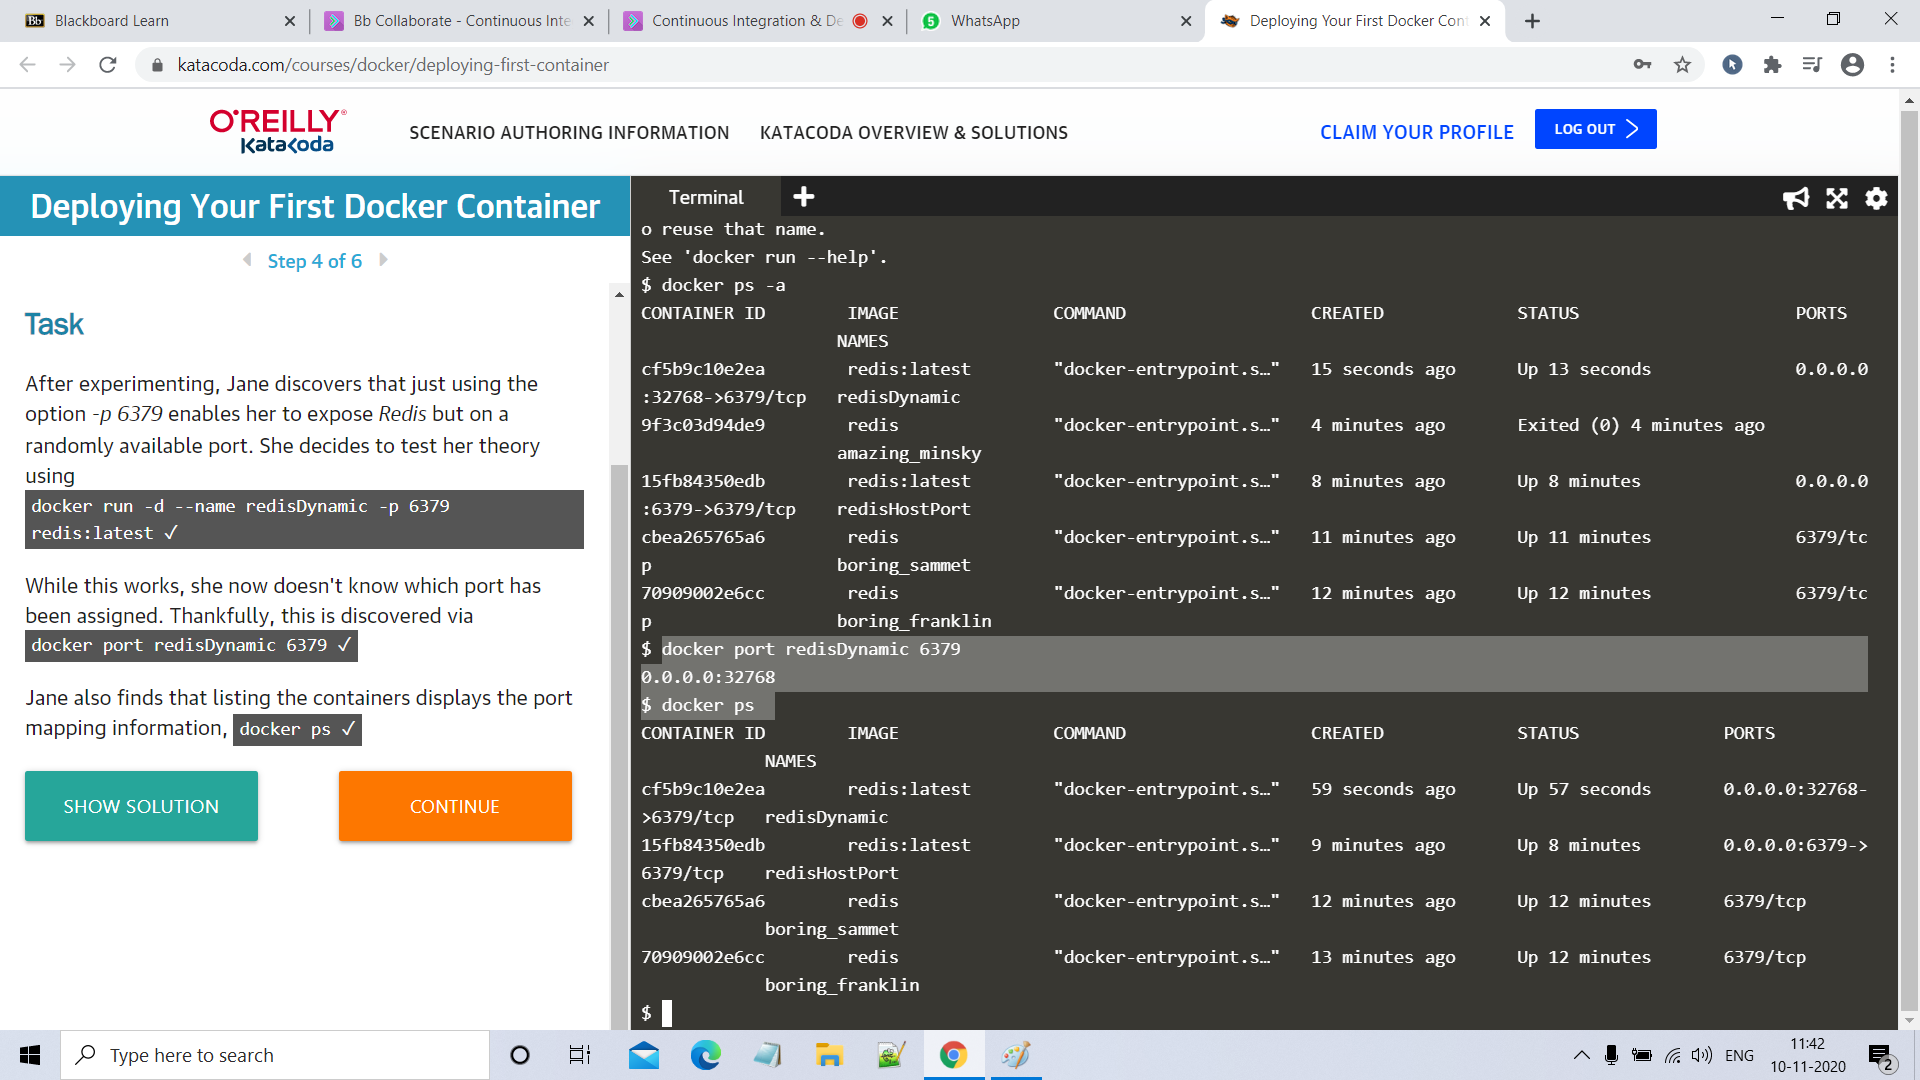 Blackboard Learn
Bb Collaborate - Continuous Inte
Continuous Integration & De
5 WhatsApp
Deploying Your First Docker Cont
katacoda.com/courses/docker/deploying-first-container
O'REILLY®
Katacoda
SCENARIO AUTHORING INFORMATION
KATACODA OVERVIEW & SOLUTIONS
CLAIM YOUR PROFILE
LOG OUT
Deploying Your First Docker Container
Step 4 of 6
Task
After experimenting, Jane discovers that just using the
option -p 6379 enables her to expose Redis but on a
randomly available port. She decides to test her theory
using
docker run -d --name redisDynamic -p 6379
redis:latest ✓
While this works, she now doesn't know which port has
been assigned. Thankfully, this is discovered via
docker port redisDynamic 6379 ✓
Jane also finds that listing the containers displays the port
mapping information, docker ps ✓
SHOW SOLUTION
CONTINUE
Terminal
o reuse that name.
See 'docker run --help'.
$ docker ps -a
CONTAINER ID IMAGE COMMAND CREATED STATUS PORTS
NAMES
cf5b9c10e2ea redis:latest "docker-entrypoint.s…" 15 seconds ago Up 13 seconds 0.0.0.0
:32768->6379/tcp redisDynamic
9f3c03d94de9 redis "docker-entrypoint.s…" 4 minutes ago Exited (0) 4 minutes ago
amazing_minsky
15fb84350edb redis:latest "docker-entrypoint.s…" 8 minutes ago Up 8 minutes 0.0.0.0
:6379->6379/tcp redisHostPort
cbea265765a6 redis "docker-entrypoint.s…" 11 minutes ago Up 11 minutes 6379/tc
p boring_sammet
70909002e6cc redis "docker-entrypoint.s…" 12 minutes ago Up 12 minutes 6379/tc
p boring_franklin
$ docker port redisDynamic 6379
0.0.0.0:32768
$ docker ps
CONTAINER ID IMAGE COMMAND CREATED STATUS PORTS
NAMES
cf5b9c10e2ea redis:latest "docker-entrypoint.s…" 59 seconds ago Up 57 seconds 0.0.0.0:32768-
>6379/tcp redisDynamic
15fb84350edb redis:latest "docker-entrypoint.s…" 9 minutes ago Up 8 minutes 0.0.0.0:6379->
6379/tcp redisHostPort
cbea265765a6 redis "docker-entrypoint.s…" 12 minutes ago Up 12 minutes 6379/tcp
boring_sammet
70909002e6cc redis "docker-entrypoint.s…" 13 minutes ago Up 12 minutes 6379/tcp
boring_franklin
$
Type here to search
ENG
11:42
10-11-2020
2